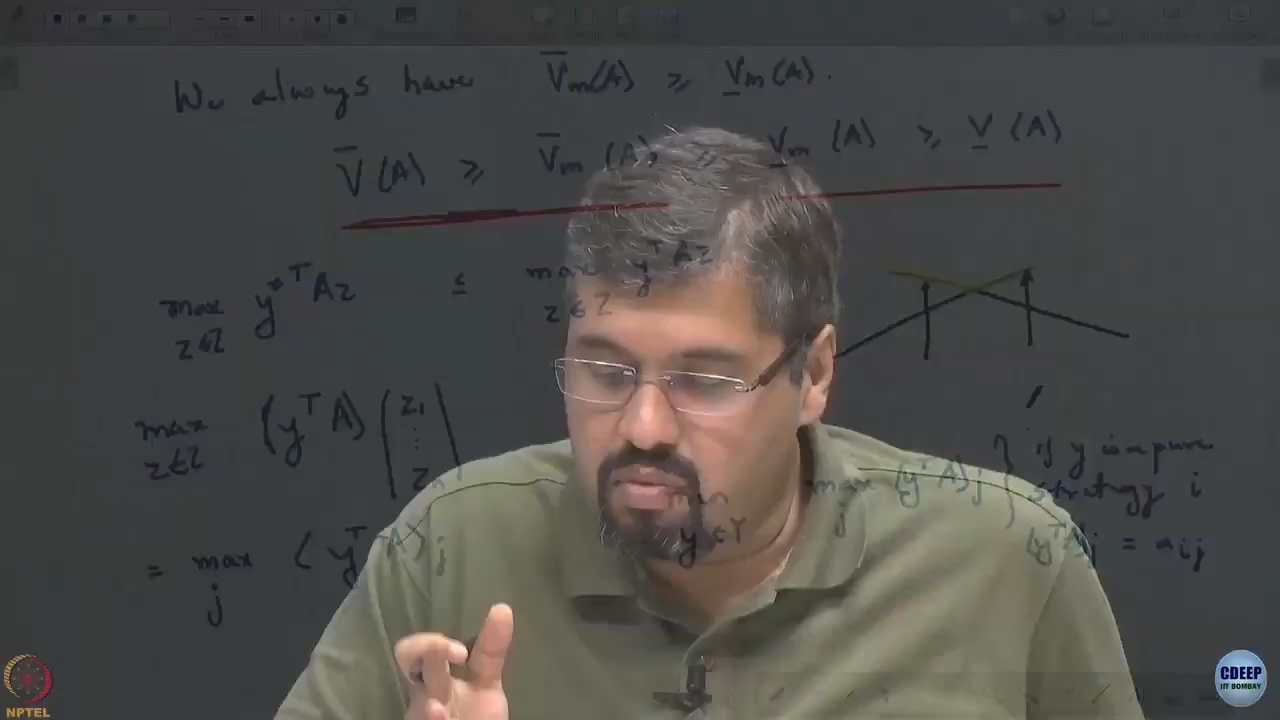 We always have V̄m(A) ≥ V̲m(A).
V̄(A) ≥ V̄m(A) ≥ V̲m(A) ≥ V̲(A)
max z∈Z y*ᵀAz ≤ max z∈Z yᵀAz
max z∈Z (yᵀA) (z₁ ⋮ zₙ)
min y∈Y max j (yᵀA)j } if y is a pure strategy i
= max j (yᵀA)j
(yᵀA)j = aij
NPTEL
CDEEP
IIT BOMBAY